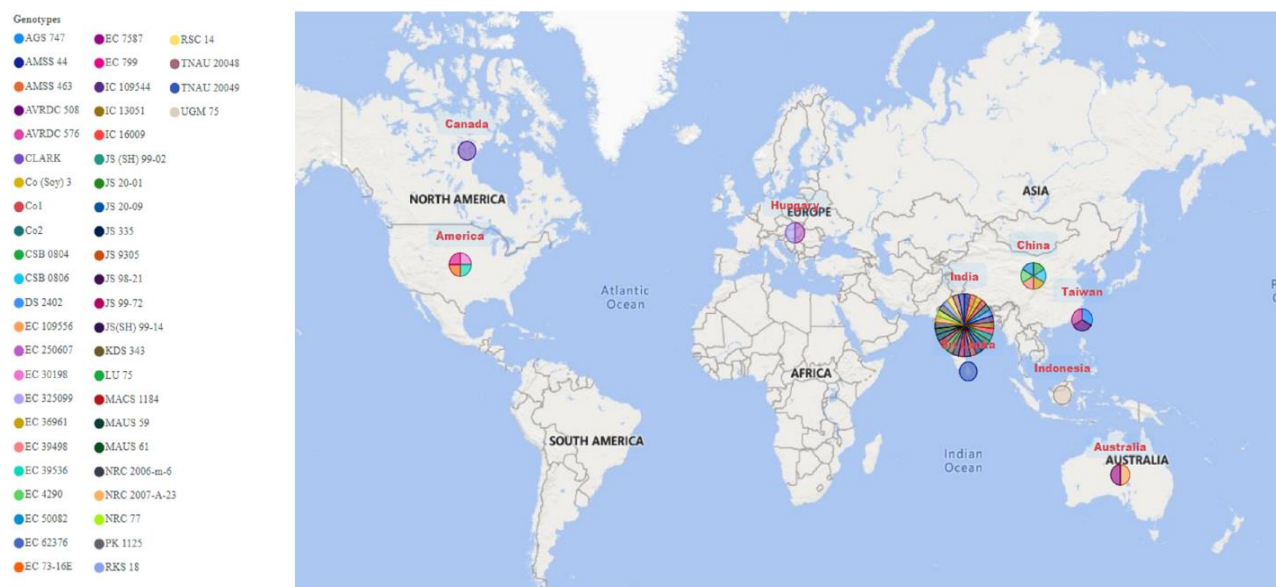 Genotypes
AGS 747
AMSS 44
AMSS 463
AVRDC 508
AVRDC 576
CLARK
Co (Soy) 3
Co1
Co2
CSB 0804
CSB 0806
DS 2402
EC 109556
EC 250607
EC 30198
EC 325099
EC 36961
EC 39498
EC 39536
EC 4290
EC 50082
EC 62376
EC 73-16E
EC 7587
EC 799
IC 109544
IC 13051
IC 16009
JS (SH) 99-02
JS 20-01
JS 20-09
JS 335
JS 9305
JS 98-21
JS 99-72
JS(SH) 99-14
KDS 343
LU 75
MACS 1184
MAUS 59
MAUS 61
NRC 2006-m-6
NRC 2007-A-23
NRC 77
PK 1125
RKS 18
RSC 14
TNAU 20048
TNAU 20049
UGM 75
Canada
NORTH AMERICA
America
Atlantic
Ocean
SOUTH AMERICA
Hungary
EUROPE
ASIA
China
India
Taiwan
AFRICA
Indonesia
Indian
Ocean
Australia
AUSTRALIA